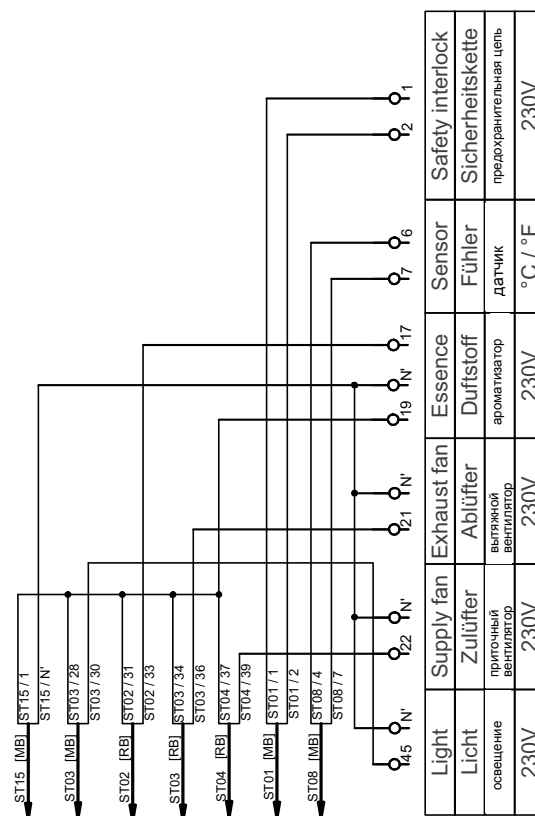 1
Safety interlock
Sicherheitskette
предохранительная цепь
230V
2
6
Sensor
Fühler
датчик
°C / °F
7
17
Essence
Duftstoff
ароматизатор
230V
N'
19
N'
Exhaust fan
Ablüfter
вытяжной
вентилятор
230V
21
N'
Supply fan
Zulüfter
приточный
вентилятор
230V
22
N'
Light
Licht
освещение
230V
45
ST15 [MB]
ST15 / 1
ST15 / N'
ST03 [MB]
ST03 / 28
ST03 / 30
ST02 [RB]
ST02 / 31
ST02 / 33
ST03 [RB]
ST03 / 34
ST03 / 36
ST04 [RB]
ST04 / 37
ST04 / 39
ST01 [MB]
ST01 / 1
ST01 / 2
ST08 [MB]
ST08 / 4
ST08 / 7